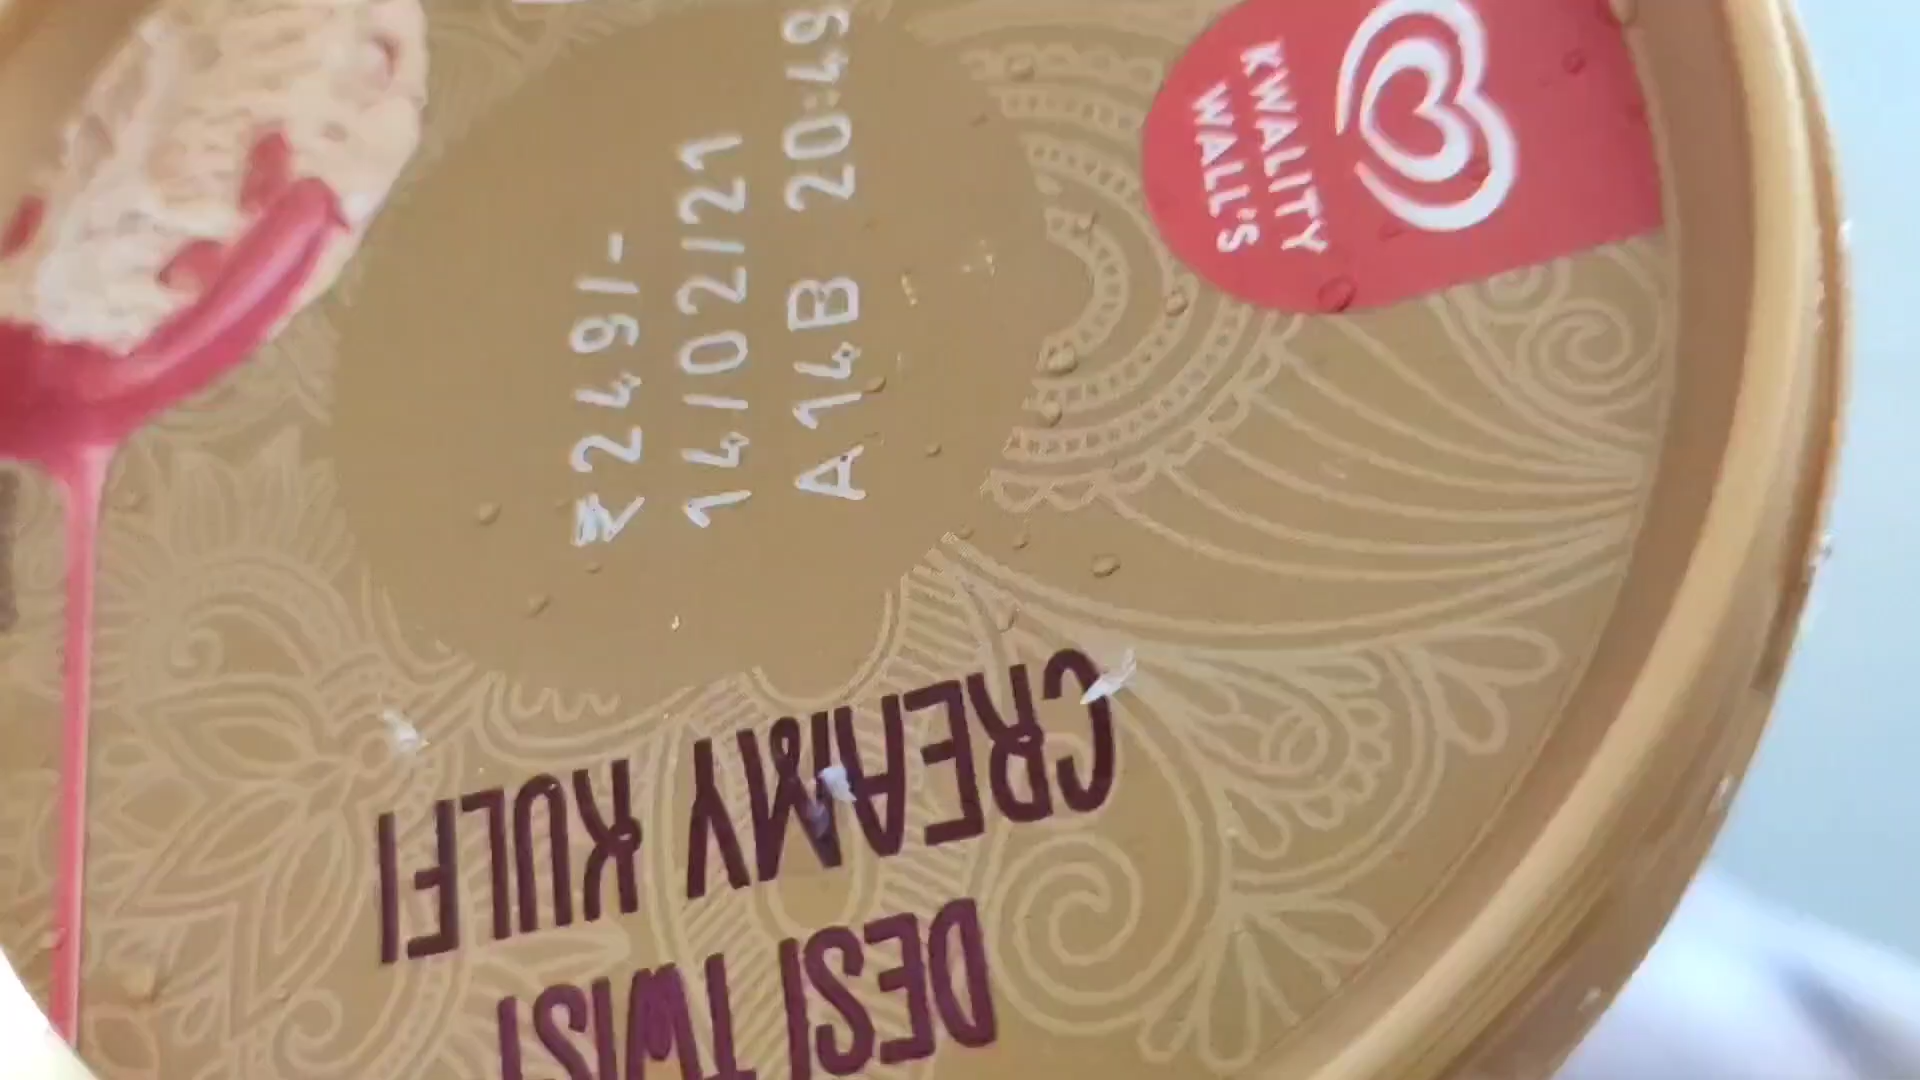 KWALITY
WALL'S
₹249/-
14/02/21
A14B 20:49
CREAMY KULFI
DESI TWIST